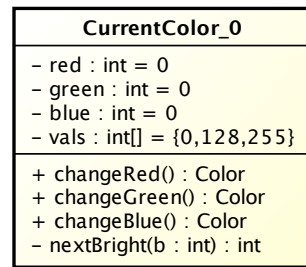 CurrentColor_0
– red : int = 0
– green : int = 0
– blue : int = 0
– vals : int[] = {0,128,255}
+ changeRed() : Color
+ changeGreen() : Color
+ changeBlue() : Color
– nextBright(b : int) : int